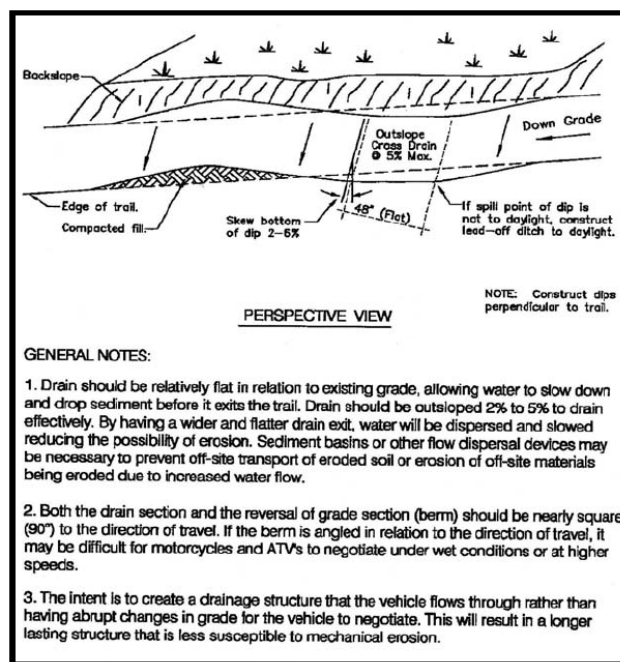 Backslope
Down Grade
Outslope
Cross Drain
@ 5% Max.
Edge of trail.
Compacted fill.
Skew bottom
of dip 2-6%
48" (Flat)
If spill point of dip is
not to daylight, construct
lead-off ditch to daylight.
PERSPECTIVE VIEW
NOTE: Construct dips
perpendicular to trail.
GENERAL NOTES:
1. Drain should be relatively flat in relation to existing grade, allowing water to slow down
and drop sediment before it exits the trail. Drain should be outsloped 2% to 5% to drain
effectively. By having a wider and flatter drain exit, water will be dispersed and slowed
reducing the possibility of erosion. Sediment basins or other flow dispersal devices may
be necessary to prevent off-site transport of eroded soil or erosion of off-site materials
being eroded due to increased water flow.
2. Both the drain section and the reversal of grade section (berm) should be nearly square
(90°) to the direction of travel. If the berm is angled in relation to the direction of travel, it
may be difficult for motorcycles and ATV's to negotiate under wet conditions or at higher
speeds.
3. The intent is to create a drainage structure that the vehicle flows through rather than
having abrupt changes in grade for the vehicle to negotiate. This will result in a longer
lasting structure that is less susceptible to mechanical erosion.